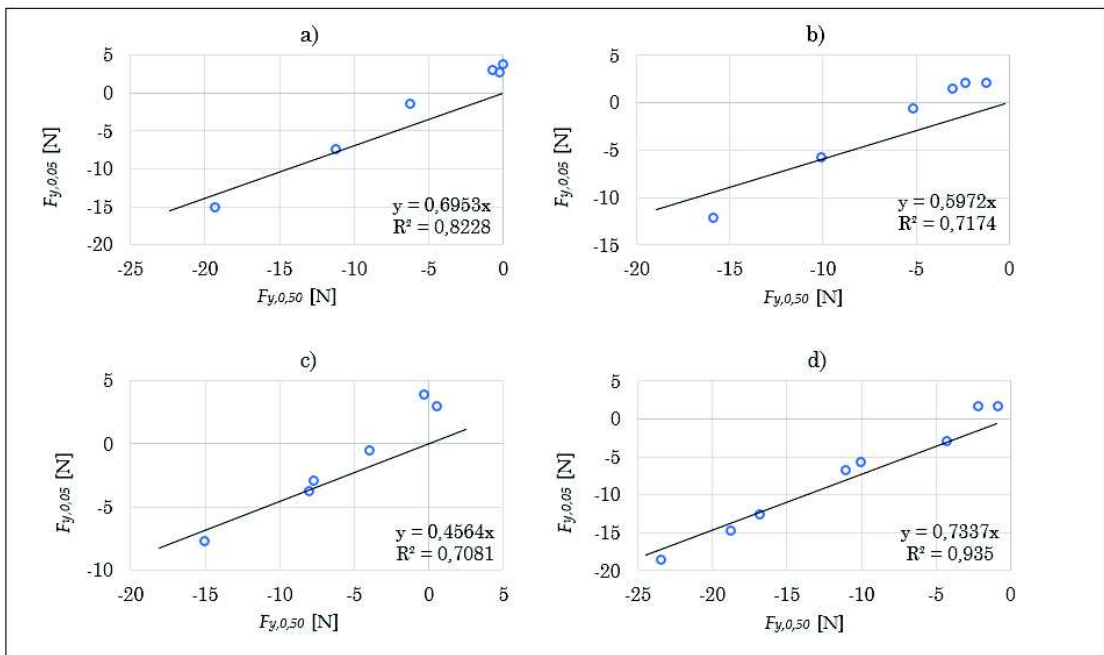 a)
5
0
-5
-10
-15
-20
-25
-20
-15
-10
-5
0
Fy,0,05 [N]
Fy,0,50 [N]
y = 0,6953x
R² = 0,8228
b)
5
0
-5
-10
-15
-20
-15
-10
-5
0
Fy,0,05 [N]
Fy,0,50 [N]
y = 0,5972x
R² = 0,7174
c)
5
0
-5
-10
-20
-15
-10
-5
0
5
Fy,0,05 [N]
Fy,0,50 [N]
y = 0,4564x
R² = 0,7081
d)
5
0
-5
-10
-15
-20
-25
-20
-15
-10
-5
0
Fy,0,05 [N]
Fy,0,50 [N]
y = 0,7337x
R² = 0,935